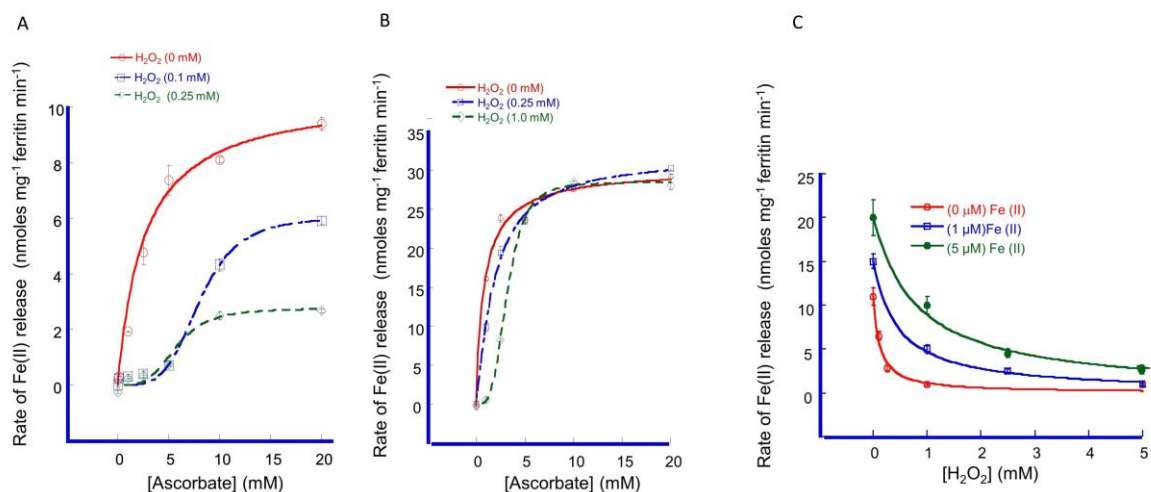 A
H₂O₂ (0 mM)
H₂O₂ (0.1 mM)
H₂O₂ (0.25 mM)
Rate of Fe(II) release (nmoles mg⁻¹ ferritin min⁻¹)
10
8
6
4
2
0
0 5 10 15 20
[Ascorbate] (mM)
B
H₂O₂ (0 mM)
H₂O₂ (0.25 mM)
H₂O₂ (1.0 mM)
Rate of Fe(II) release (nmoles mg⁻¹ ferritin min⁻¹)
35
30
25
20
15
10
5
0
0 5 10 15 20
[Ascorbate] (mM)
C
(0 µM) Fe (II)
(1 µM)Fe (II)
(5 µM) Fe (II)
Rate of Fe(II) release (nmoles mg⁻¹ ferritin min⁻¹)
25
20
15
10
5
0
0 1 2 3 4 5
[H₂O₂] (mM)